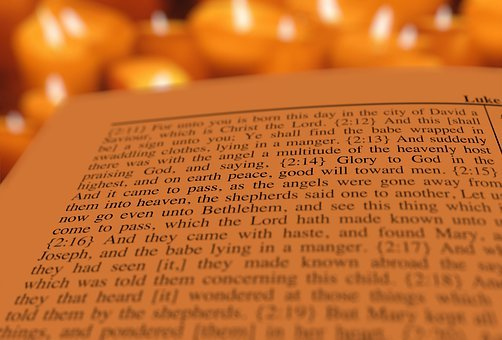 Luke
{2:11} For unto you is born this day in the city of David a
Saviour, which is Christ the Lord. {2:12} And this [shall
be] a sign unto you; Ye shall find the babe wrapped in
swaddling clothes, lying in a manger. {2:13} And suddenly
there was with the angel a multitude of the heavenly host
praising God, and saying, {2:14} Glory to God in the
highest, and on earth peace, good will toward men. {2:15}
And it came to pass, as the angels were gone away from
them into heaven, the shepherds said one to another, Let us
now go even unto Bethlehem, and see this thing which
come to pass, which the Lord hath made known unto
{2:16} And they came with haste, and found Mary,
Joseph, and the babe lying in a manger. {2:17} And
they had seen [it,] they made known abroad the
which was told them concerning this child. {2:18} And
they that heard [it] wondered at those things which
told them by the shepherds. {2:19} But Mary kept all
things, and pondered [them] in her heart. {2:20}